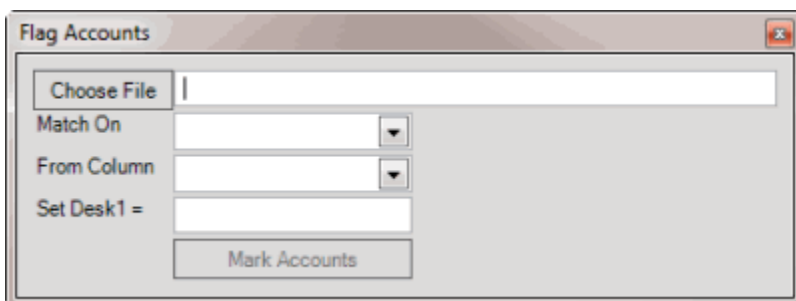 Flag Accounts
Choose File
Match On
From Column
Set Desk1 =
Mark Accounts